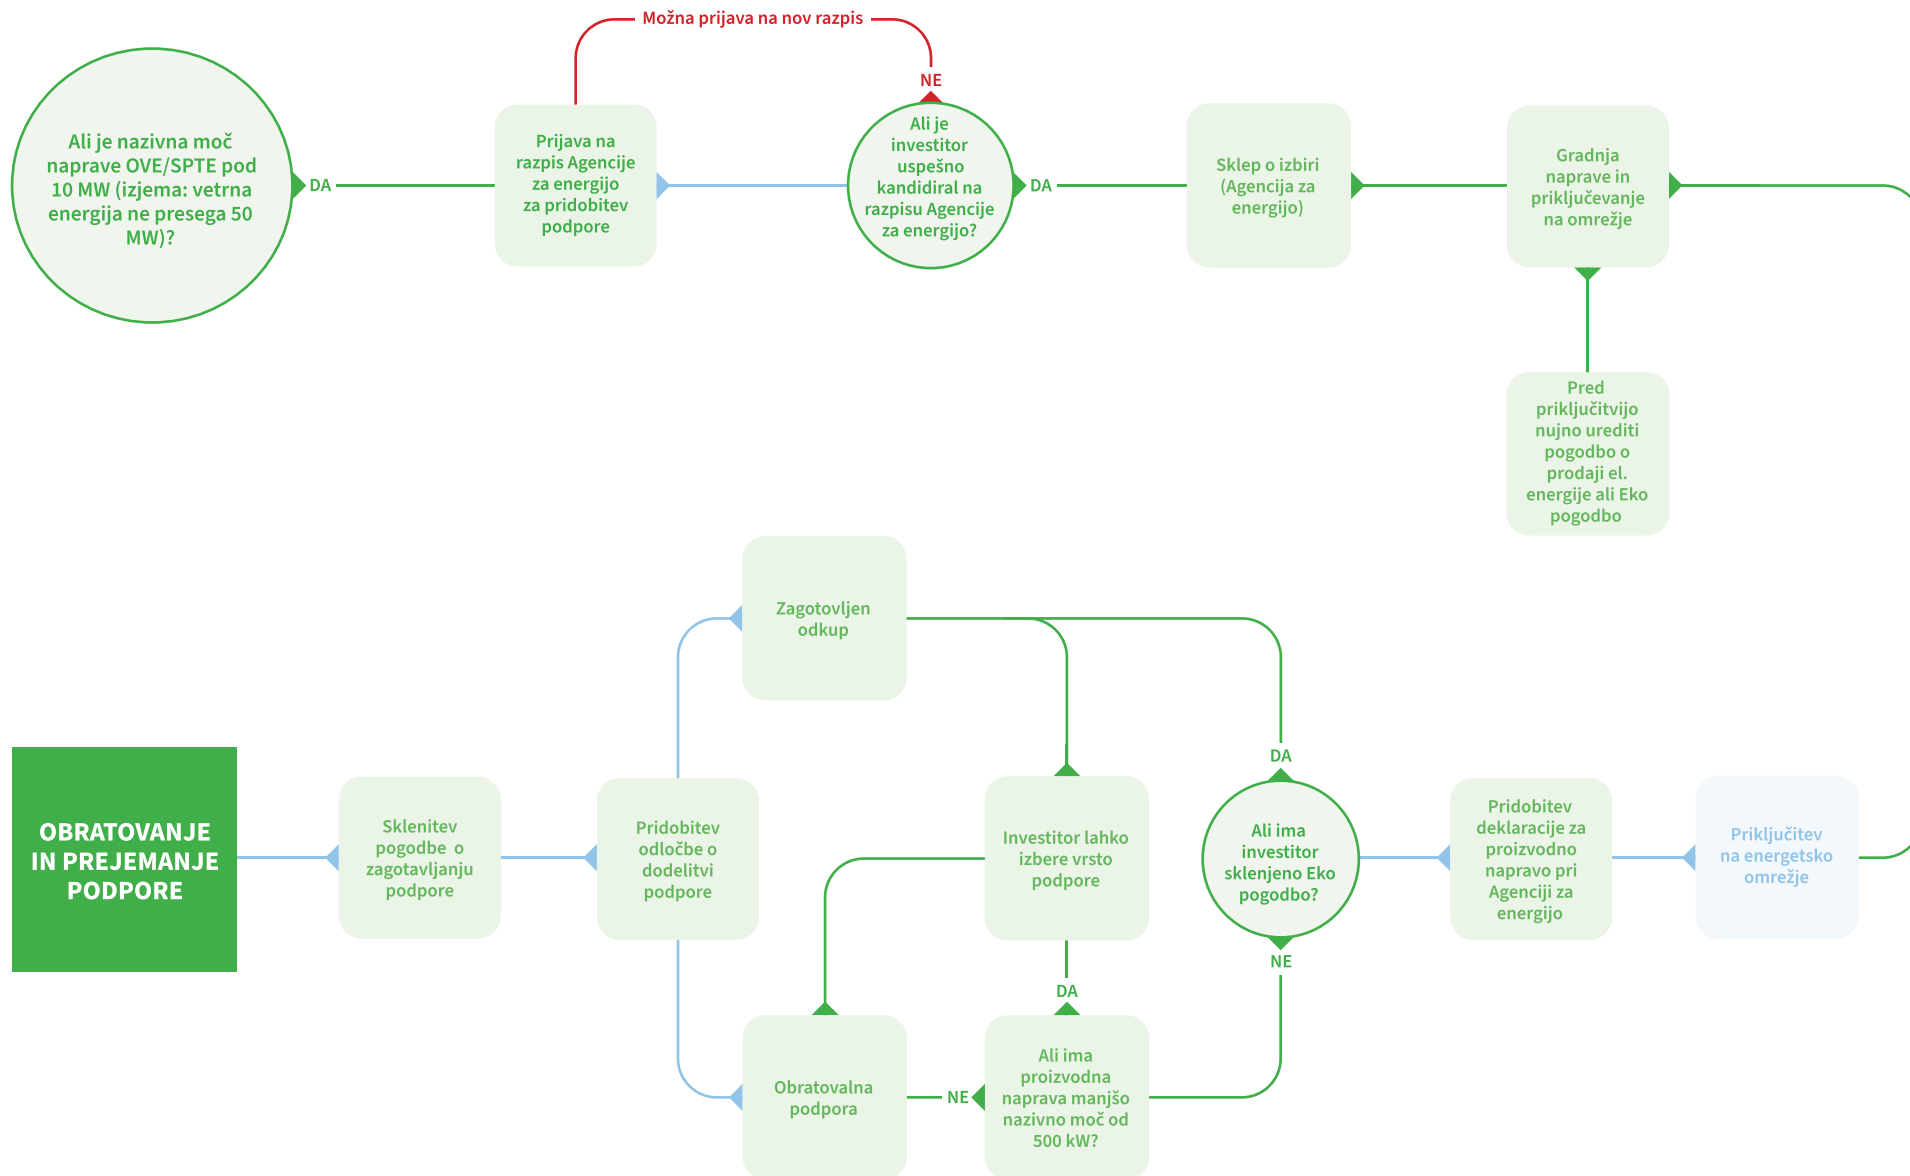 Možna prijava na nov razpis
NE
Ali je nazivna moč
naprave OVE/SPTE pod
10 MW (izjema: vetrna
energija ne presega 50
MW)?
DA
Prijava na
razpis Agencije
za energijo
za pridobitev
podpore
Ali je
investitor
uspešno
kandidiral na
razpisu Agencije
za energijo?
DA
Sklep o izbiri
(Agencija za
energijo)
Gradnja
naprave in
priključevanje
na omrežje
Pred
priključitvijo
nujno urediti
pogodbo o
prodaji el.
energije ali Eko
pogodbo
Zagotovljen
odkup
DA
OBRATOVANJE
IN PREJEMANJE
PODPORE
Sklenitev
pogodbe o
zagotavljanju
podpore
Pridobitev
odločbe o
dodelitvi
podpore
Investitor lahko
izbere vrsto
podpore
Ali ima
investitor
sklenjeno Eko
pogodbo?
Pridobitev
deklaracije za
proizvodno
napravo pri
Agenciji za
energijo
Priključitev
na energetsko
omrežje
NE
DA
Obratovalna
podpora
NE
Ali ima
proizvodna
naprava manjšo
nazivno moč od
500 kW?